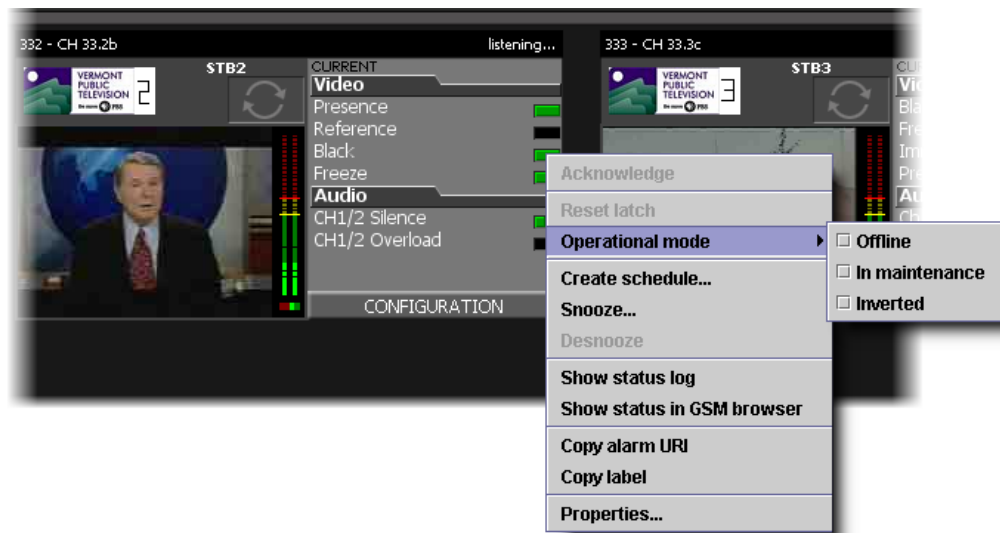 332 - CH 33.2b
listening...
VERMONT
PUBLIC
TELEVISION
PBS
2
STB2
CURRENT
Video
Presence
Reference
Black
Freeze
Audio
CH1/2 Silence
CH1/2 Overload
CONFIGURATION
333 - CH 33.3c
VERMONT
PUBLIC
TELEVISION
PBS
3
STB3
Acknowledge
Reset latch
Operational mode
Create schedule...
Snooze...
Desnooze
Show status log
Show status in GSM browser
Copy alarm URI
Copy label
Properties...
Offline
In maintenance
Inverted